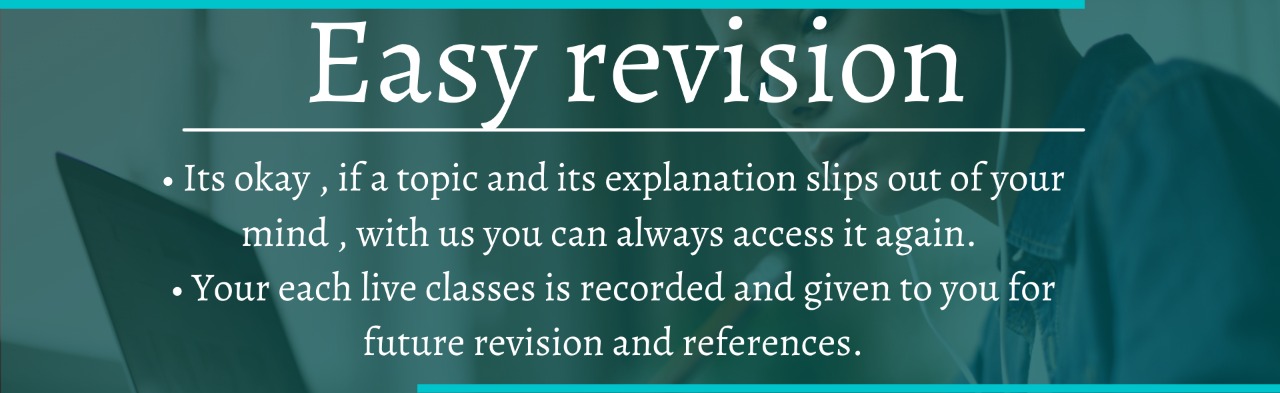 Easy revision
• Its okay , if a topic and its explanation slips out of your
mind , with us you can always access it again.
• Your each live classes is recorded and given to you for
future revision and references.